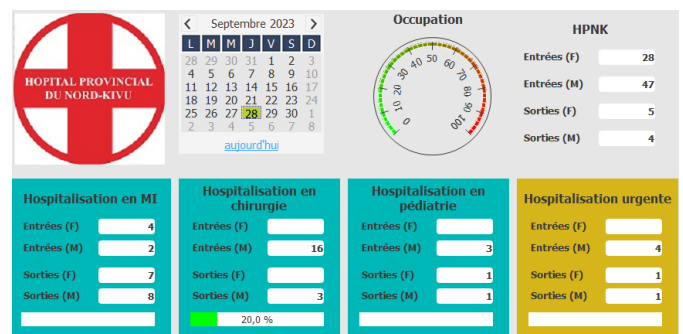 HOPITAL PROVINCIAL
DU NORD-KIVU
Septembre 2023
L M M J V S D
28 29 30 31 1 2 3
4 5 6 7 8 9 10
11 12 13 14 15 16 17
18 19 20 21 22 23 24
25 26 27 28 29 30 1
2 3 4 5 6 7 8
aujourd'hui
Occupation
0 10 20 30 40 50 60 70 80 90 100
HPNK
Entrées (F) 28
Entrées (M) 47
Sorties (F) 5
Sorties (M) 4
Hospitalisation en MI
Entrées (F) 4
Entrées (M) 2
Sorties (F) 7
Sorties (M) 8
Hospitalisation en
chirurgie
Entrées (F)
Entrées (M) 16
Sorties (F)
Sorties (M) 3
20,0 %
Hospitalisation en
pédiatrie
Entrées (F)
Entrées (M) 3
Sorties (F) 1
Sorties (M) 1
Hospitalisation urgente
Entrées (F)
Entrées (M) 4
Sorties (F) 1
Sorties (M) 1